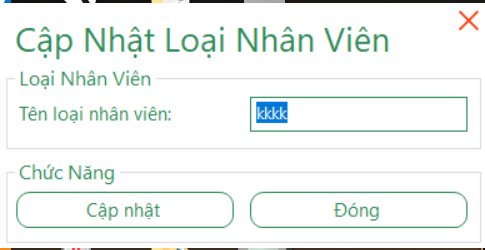 Cập Nhật Loại Nhân Viên
Loại Nhân Viên
Tên loại nhân viên: kkkk
Chức Năng
Cập nhật Đóng